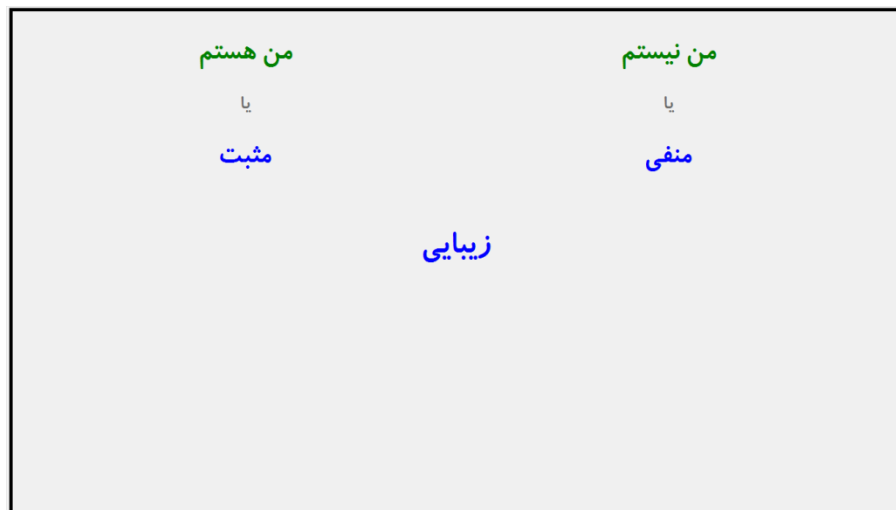 من نیستم
یا
منفی
من هستم
یا
مثبت
زیبایی